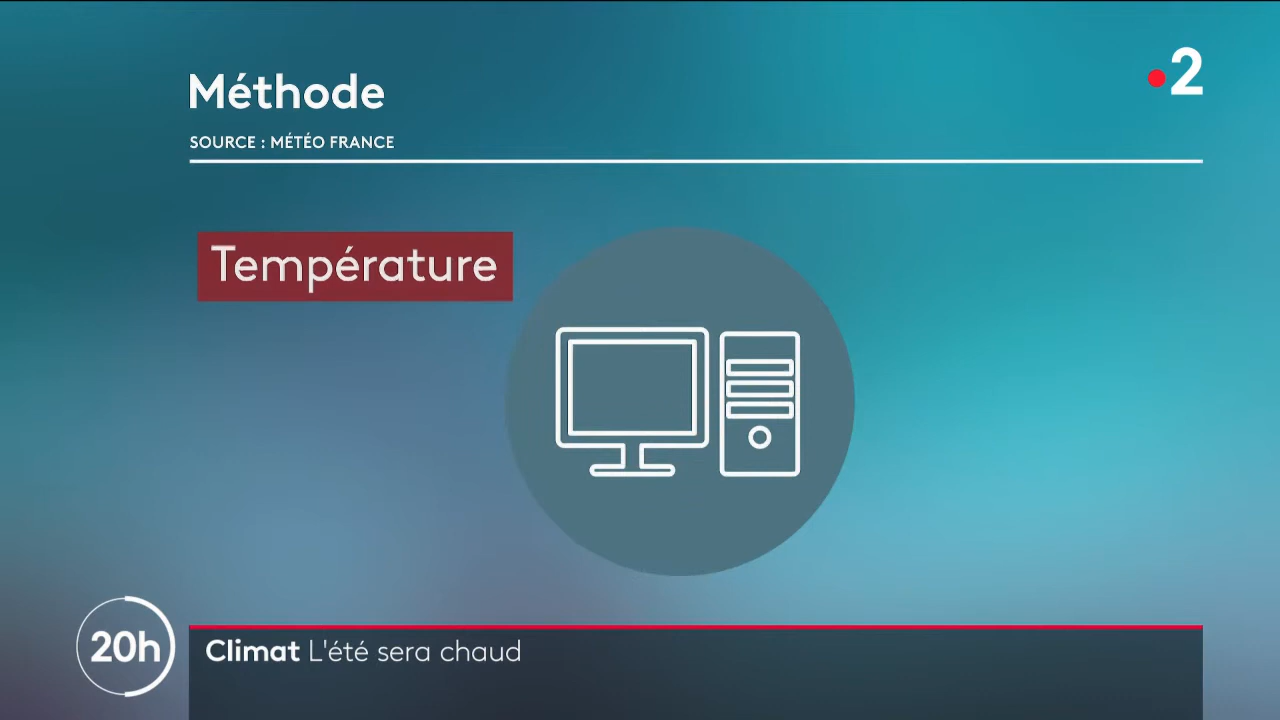 Méthode
2
SOURCE : MÉTÉO FRANCE
Température
20h
Climat L'été sera chaud